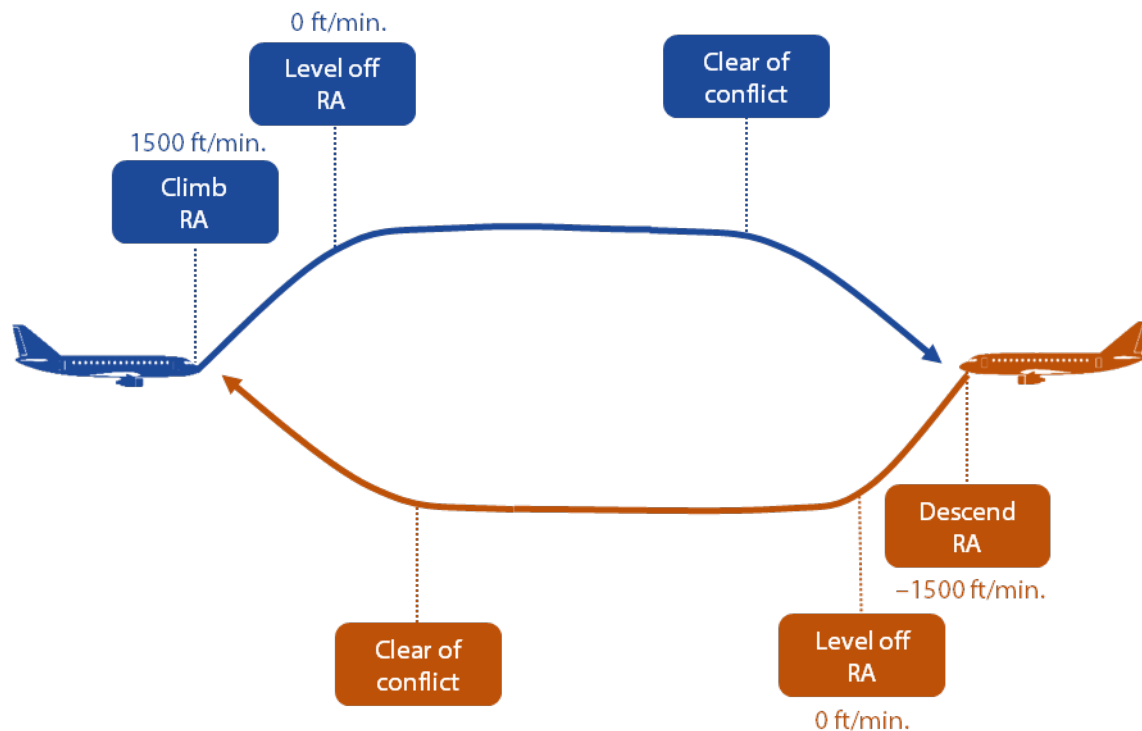 0 ft/min.
Level off
RA
Clear of
conflict
1500 ft/min.
Climb
RA
Descend
RA
–1500 ft/min.
Clear of
conflict
Level off
RA
0 ft/min.